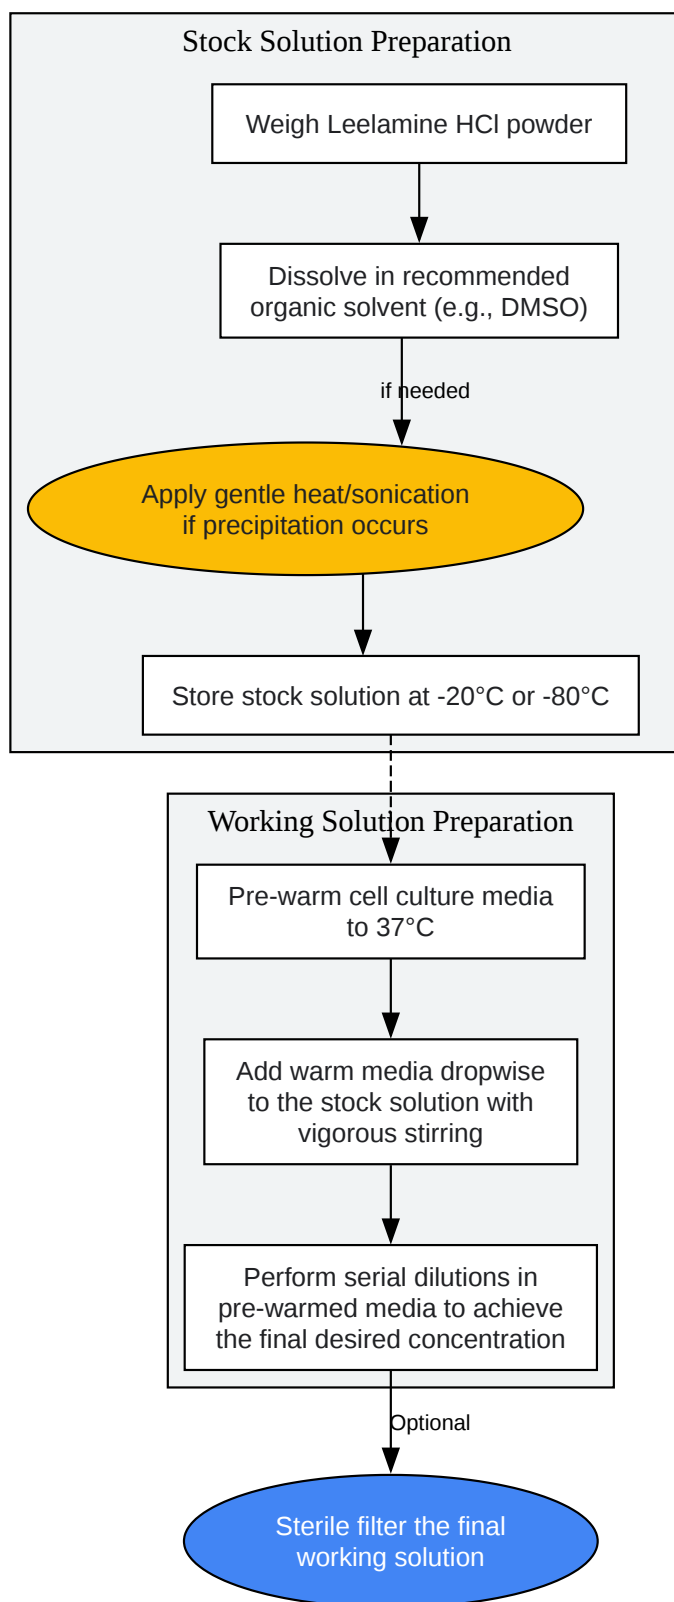 Stock Solution Preparation
Weigh Leelamine HCl powder
Dissolve in recommended
organic solvent (e.g., DMSO)
if needed
Apply gentle heat/sonication
if precipitation occurs
Store stock solution at -20°C or -80°C
Working Solution Preparation
Pre-warm cell culture media
to 37°C
Add warm media dropwise
to the stock solution with
vigorous stirring
Perform serial dilutions in
pre-warmed media to achieve
the final desired concentration
Optional
Sterile filter the final
working solution